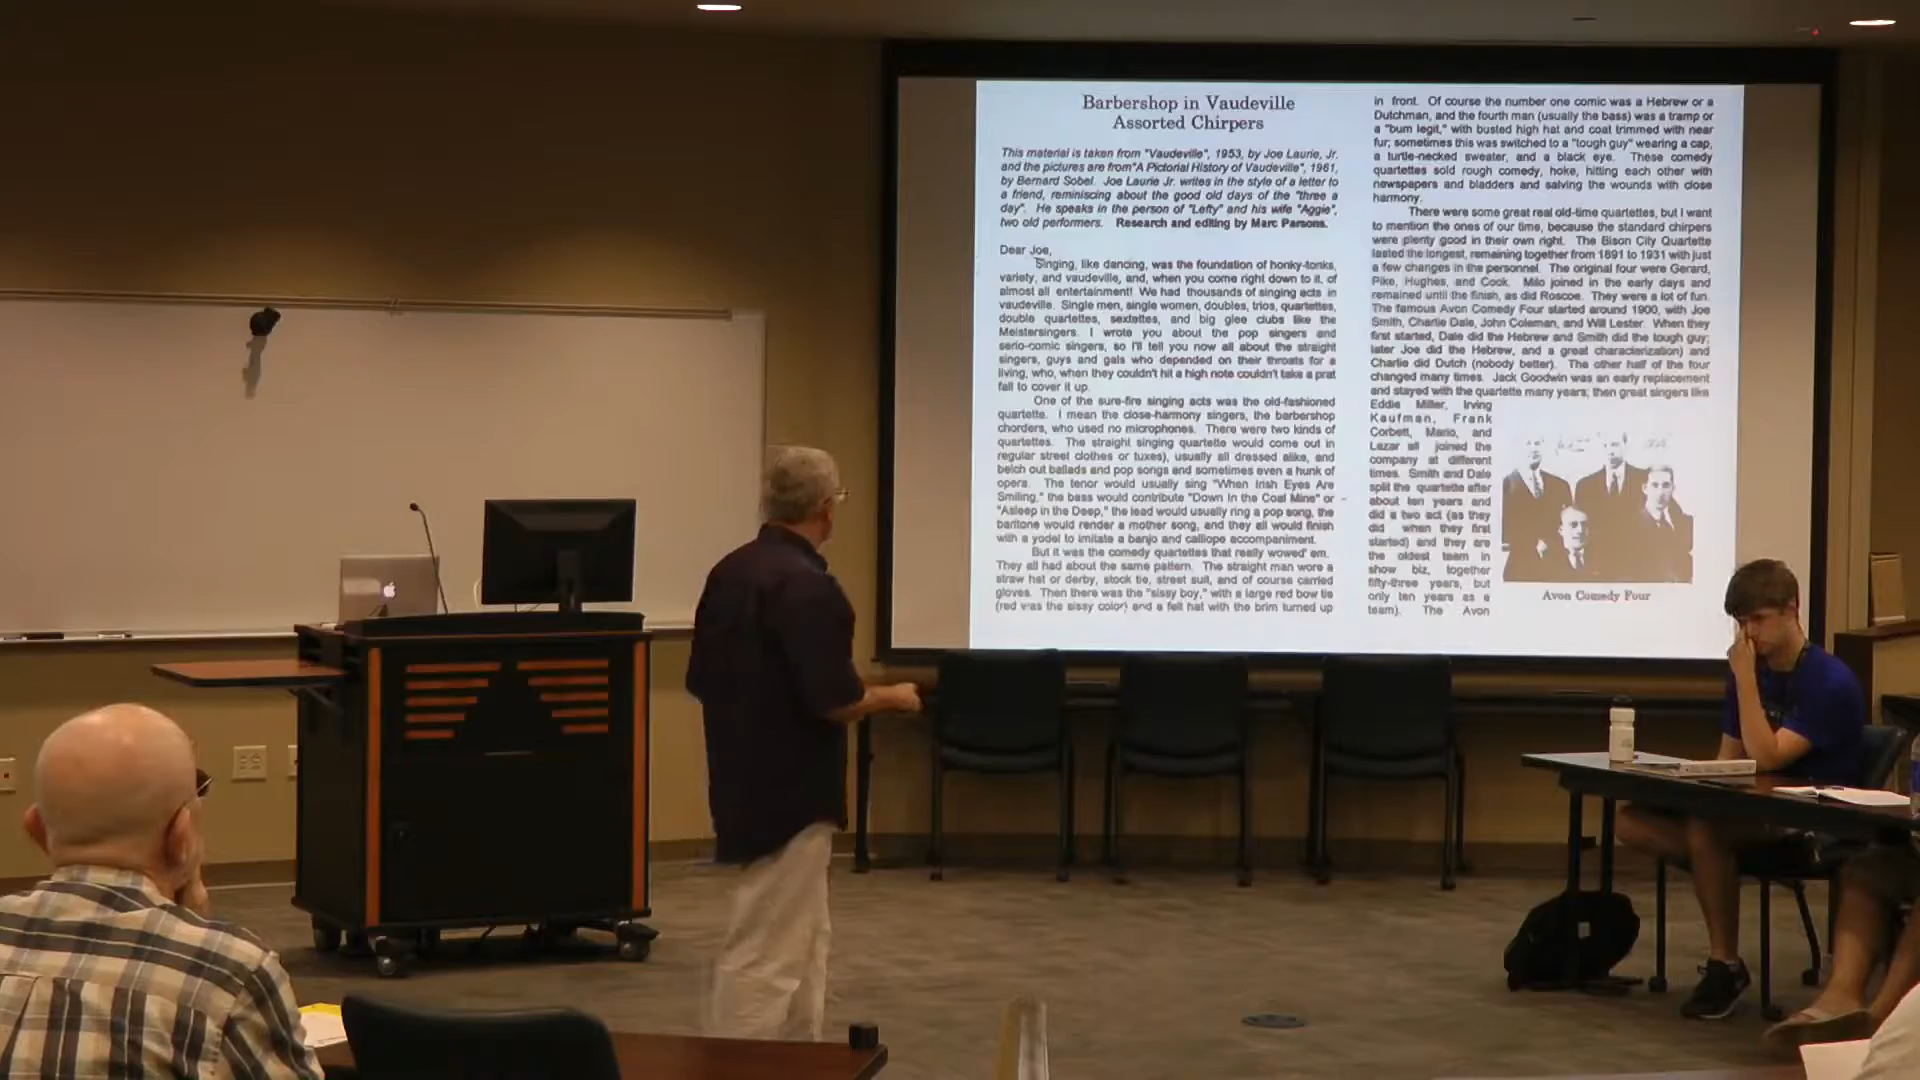 Barbershop in Vaudeville
Assorted Chirpers
This material is taken from "Vaudeville", 1953, by Joe Laurie, Jr.
and the pictures are from"A Pictorial History of Vaudeville", 1961,
by Bernard Sobel. Joe Laurie Jr. writes in the style of a letter to
a friend, reminiscing about the good old days of the "three a
day". He speaks in the person of "Lefty" and his wife "Aggie",
two old performers. Research and editing by Marc Parsons.
Dear Joe,
Singing, like dancing, was the foundation of honky-tonks,
variety, and vaudeville, and, when you come right down to it, of
almost all entertainment! We had thousands of singing acts in
vaudeville. Single men, single women, doubles, trios, quartettes,
double quartettes, sextettes, and big glee clubs like the
Meistersingers. I wrote you about the pop singers and
serio-comic singers, so I'll tell you now all about the straight
singers, guys and gals who depended on their throats for a
living, who, when they couldn't hit a high note couldn't take a prat
fall to cover it up.
One of the sure-fire singing acts was the old-fashioned
quartette. I mean the close-harmony singers, the barbershop
chorders, who used no microphones. There were two kinds of
quartettes. The straight singing quartette would come out in
regular street clothes or tuxes), usually all dressed alike, and
belch out ballads and pop songs and sometimes even a hunk of
opera. The tenor would usually sing "When Irish Eyes Are
Smiling," the bass would contribute "Down in the Coal Mine" or
"Asleep in the Deep," the lead would usually ring a pop song, the
baritone would render a mother song, and they all would finish
with a yodel to imitate a banjo and calliope accompaniment.
But it was the comedy quartettes that really wowed' em.
They all had about the same pattern. The straight man wore a
straw hat or derby, stock tie, street suit, and of course carried
gloves. Then there was the "sissy boy," with a large red bow tie
(red was the sissy color) and a felt hat with the brim turned up
in front. Of course the number one comic was a Hebrew or a
Dutchman, and the fourth man (usually the bass) was a tramp or
a "bum legit," with busted high hat and coat trimmed with near
fur; sometimes this was switched to a "tough guy" wearing a cap,
a turtle-necked sweater, and a black eye. These comedy
quartettes sold rough comedy, hoke, hitting each other with
newspapers and bladders and salving the wounds with close
harmony.
There were some great real old-time quartettes, but I want
to mention the ones of our time, because the standard chirpers
were plenty good in their own right. The Bison City Quartette
lasted the longest, remaining together from 1891 to 1931 with just
a few changes in the personnel. The original four were Gerard,
Pike, Hughes, and Cook. Milo joined in the early days and
remained until the finish, as did Roscoe. They were a lot of fun.
The famous Avon Comedy Four started around 1900, with Joe
Smith, Charlie Dale, John Coleman, and Will Lester. When they
first started, Dale did the Hebrew and Smith did the tough guy;
later Joe did the Hebrew, and a great characterization) and
Charlie did Dutch (nobody better). The other half of the four
changed many times. Jack Goodwin was an early replacement
and stayed with the quartette many years; then great singers like
Eddie Miller, Irving
Kaufman, Frank
Corbett, Mario, and
Lazar all joined the
company at different
times. Smith and Dale
split the quartette after
about ten years and
did a two act (as they
did when they first
started) and they are
the oldest team in
show biz, together
fifty-three years, but
only ten years as a
team). The Avon
Avon Comedy Four